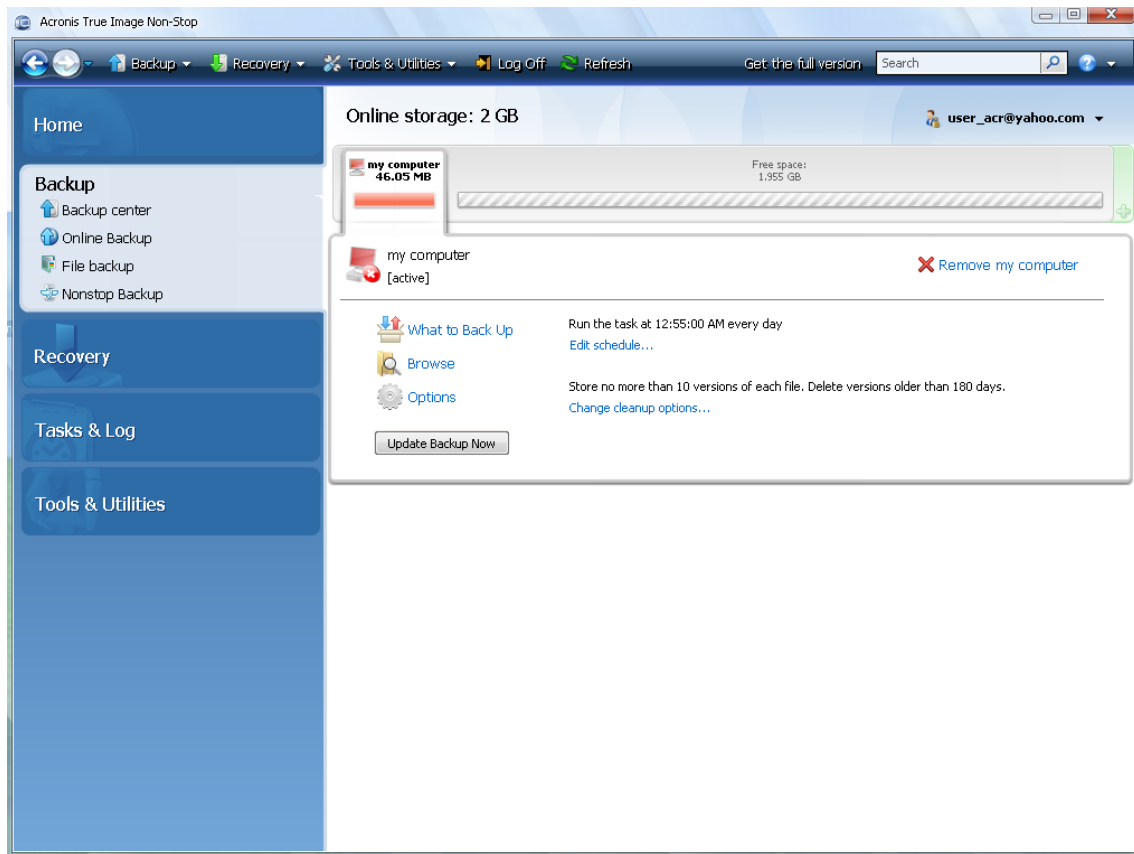 Acronis True Image Non-Stop
Backup Recovery Tools & Utilities Log Off Refresh Get the full version Search
Home
Backup
Backup center
Online Backup
File backup
Nonstop Backup
Recovery
Tasks & Log
Tools & Utilities
Online storage: 2 GB
user_acr@yahoo.com
my computer
46.05 MB
Free space:
1.955 GB
my computer
[active]
Remove my computer
What to Back Up
Browse
Options
Update Backup Now
Run the task at 12:55:00 AM every day
Edit schedule...
Store no more than 10 versions of each file. Delete versions older than 180 days.
Change cleanup options...